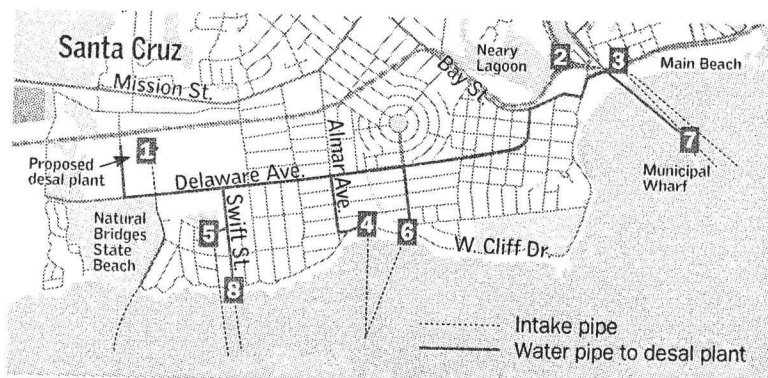 Santa Cruz
Mission St.
Neary
Lagoon
2
3
Main Beach
Bay St.
Proposed
desal plant
1
Almar Ave.
7
Municipal
Wharf
Delaware Ave.
Natural
Bridges
State
Beach
5
Swift St.
4
6
W. Cliff Dr.
8
Intake pipe
Water pipe to desal plant